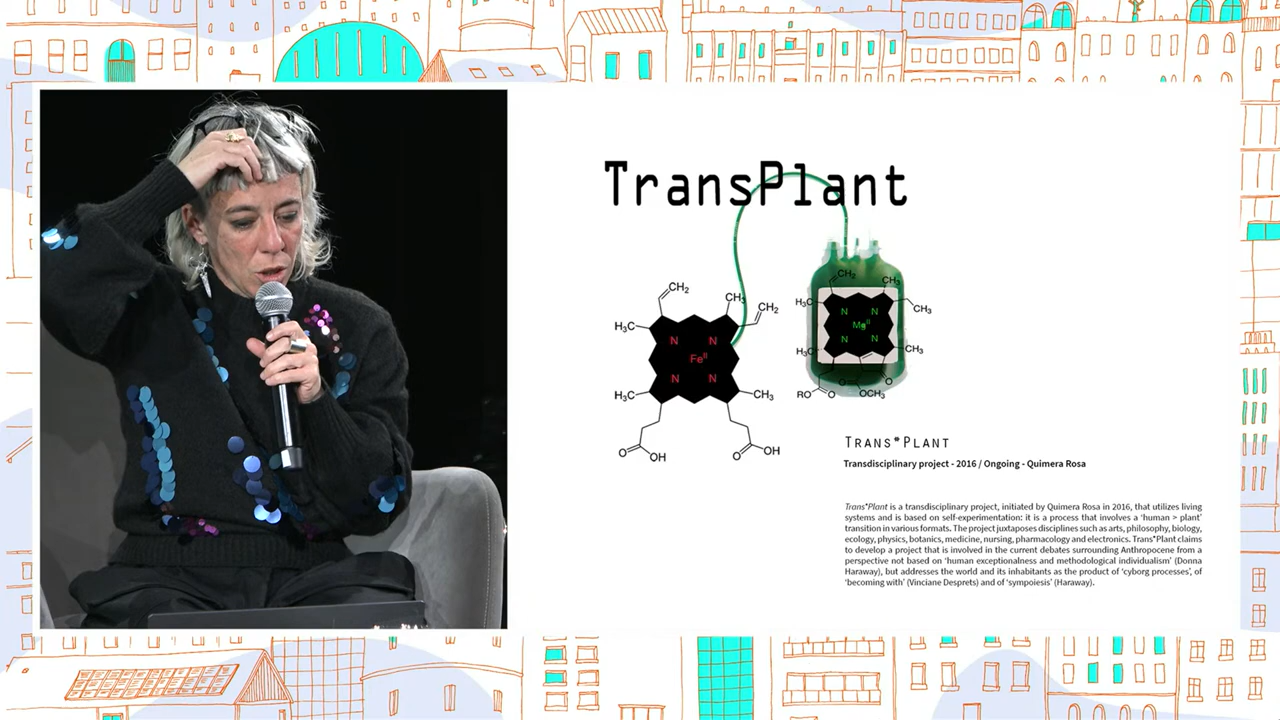 TransPlant
CH₂
CH₃
CH₂
H₃C
N
N
Fe^II
N
N
H₃C
CH₃
O
OH
O
OH
CH₂
CH₃
H₃C
CH₃
N
N
Mg^II
N
N
H₃C
CH₃
RO
O
O
OCH₃
O
TRANS*PLANT
Transdisciplinary project - 2016 / Ongoing - Quimera Rosa
Trans*Plant is a transdisciplinary project, initiated by Quimera Rosa in 2016, that utilizes living
systems and is based on self-experimentation: it is a process that involves a 'human > plant'
transition in various formats. The project juxtaposes disciplines such as arts, philosophy, biology,
ecology, physics, botanics, medicine, nursing, pharmacology and electronics. Trans*Plant claims
to develop a project that is involved in the current debates surrounding Anthropocene from a
perspective not based on 'human exceptionalness and methodological individualism' (Donna
Haraway), but addresses the world and its inhabitants as the product of 'cyborg processes', of
'becoming with' (Vinciane Desprets) and of 'sympoiesis' (Haraway).